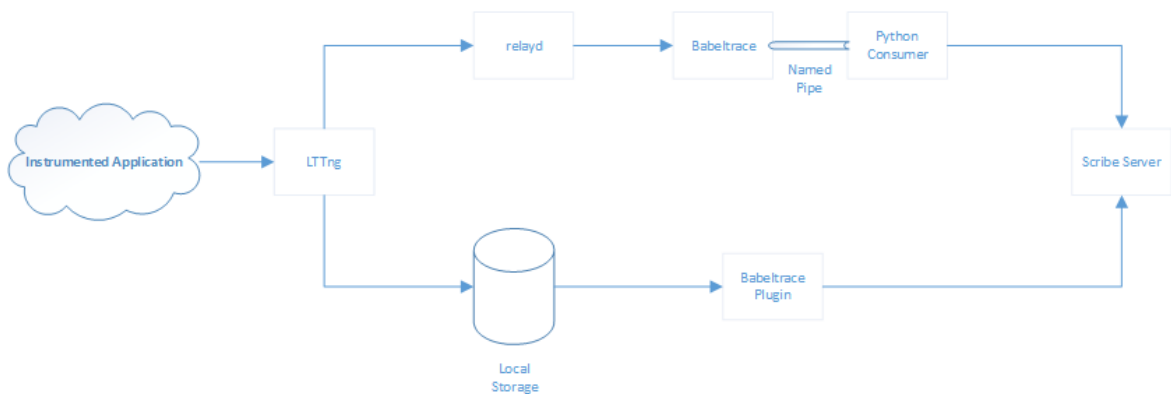 relayd
Babeltrace
Python
Consumer
Named
Pipe
Instrumented Application
LTTng
Scribe Server
Babeltrace
Plugin
Local
Storage